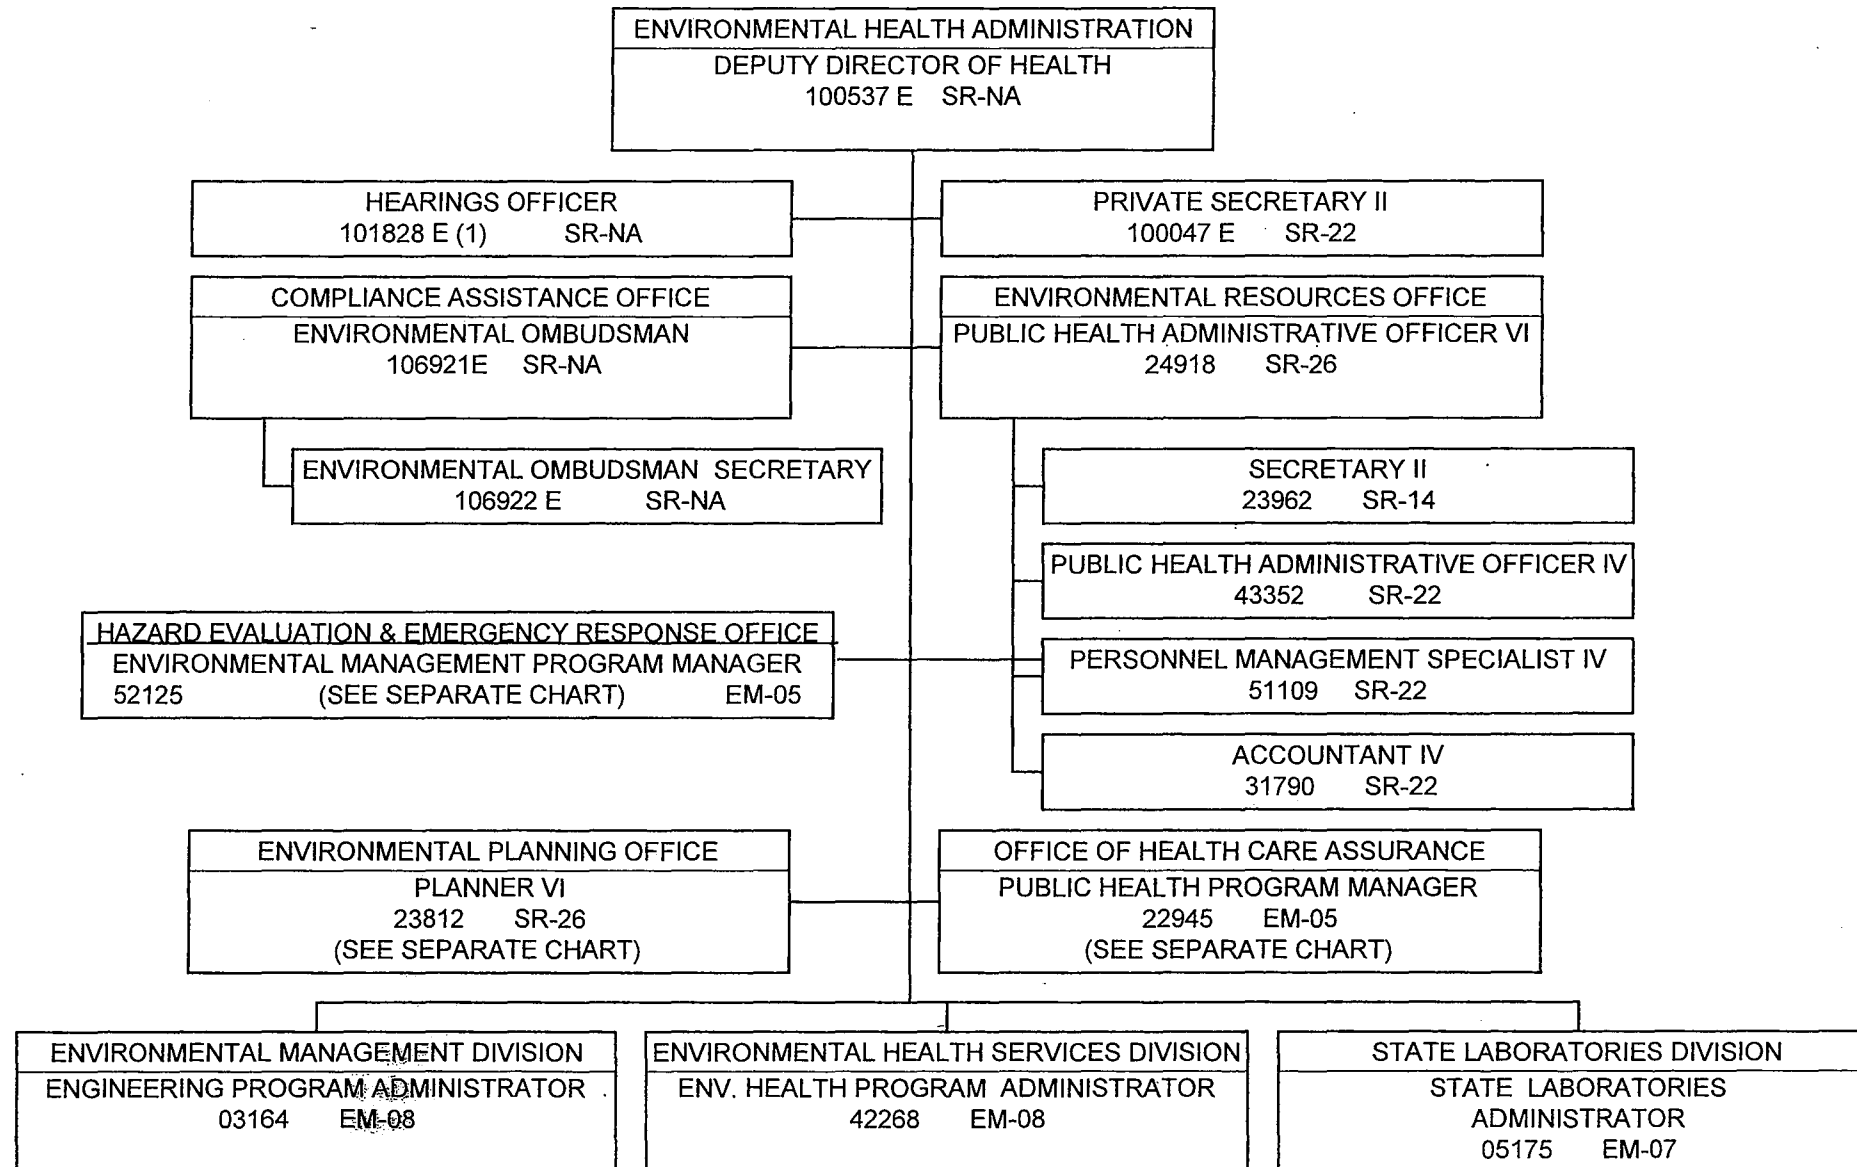 ENVIRONMENTAL HEALTH ADMINISTRATION
DEPUTY DIRECTOR OF HEALTH
100537 E SR-NA
HEARINGS OFFICER
101828 E (1) SR-NA
PRIVATE SECRETARY II
100047 E SR-22
COMPLIANCE ASSISTANCE OFFICE
ENVIRONMENTAL OMBUDSMAN
106921E SR-NA
ENVIRONMENTAL RESOURCES OFFICE
PUBLIC HEALTH ADMINISTRATIVE OFFICER VI
24918 SR-26
ENVIRONMENTAL OMBUDSMAN SECRETARY
106922 E SR-NA
SECRETARY II
23962 SR-14
PUBLIC HEALTH ADMINISTRATIVE OFFICER IV
43352 SR-22
HAZARD EVALUATION & EMERGENCY RESPONSE OFFICE
ENVIRONMENTAL MANAGEMENT PROGRAM MANAGER
52125 (SEE SEPARATE CHART) EM-05
PERSONNEL MANAGEMENT SPECIALIST IV
51109 SR-22
ACCOUNTANT IV
31790 SR-22
ENVIRONMENTAL PLANNING OFFICE
PLANNER VI
23812 SR-26
(SEE SEPARATE CHART)
OFFICE OF HEALTH CARE ASSURANCE
PUBLIC HEALTH PROGRAM MANAGER
22945 EM-05
(SEE SEPARATE CHART)
ENVIRONMENTAL MANAGEMENT DIVISION
ENGINEERING PROGRAM ADMINISTRATOR
03164 EM-08
ENVIRONMENTAL HEALTH SERVICES DIVISION
ENV. HEALTH PROGRAM ADMINISTRATOR
42268 EM-08
STATE LABORATORIES DIVISION
STATE LABORATORIES
ADMINISTRATOR
05175 EM-07